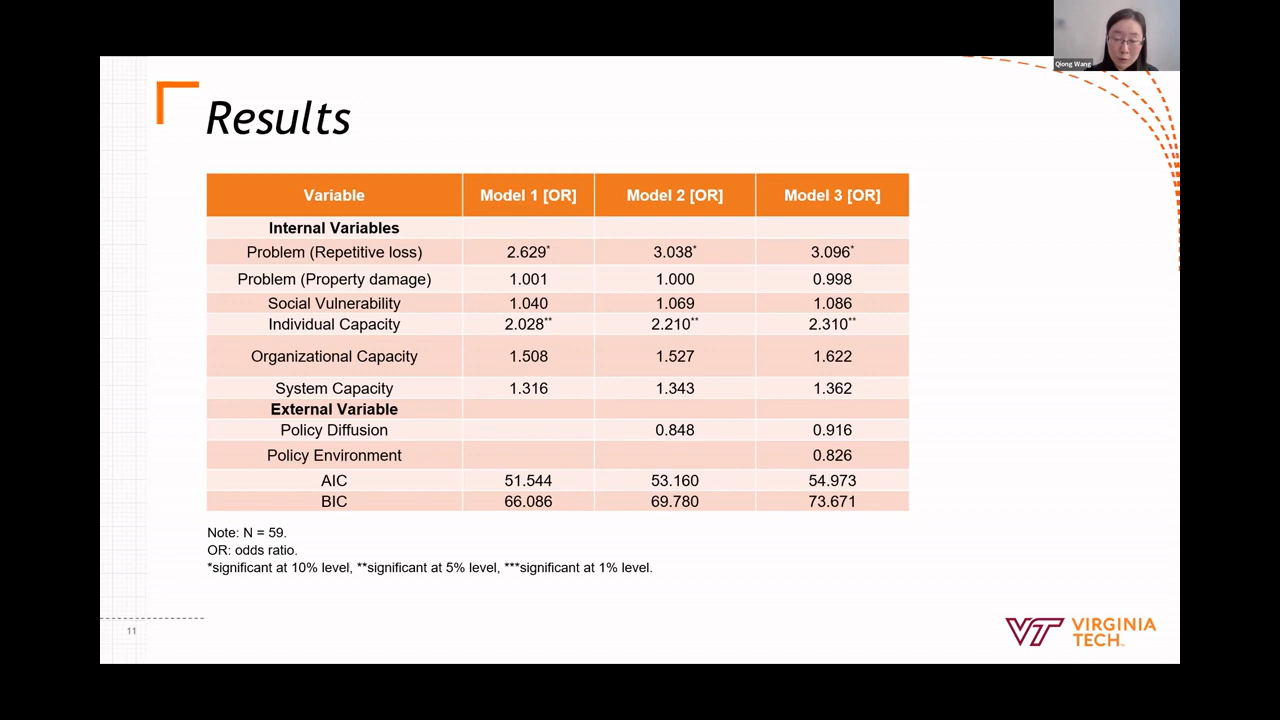 Qiong Wang
Results
Variable Model 1 [OR] Model 2 [OR] Model 3 [OR]
Internal Variables
Problem (Repetitive loss) 2.629* 3.038* 3.096*
Problem (Property damage) 1.001 1.000 0.998
Social Vulnerability 1.040 1.069 1.086
Individual Capacity 2.028** 2.210** 2.310**
Organizational Capacity 1.508 1.527 1.622
System Capacity 1.316 1.343 1.362
External Variable
Policy Diffusion 0.848 0.916
Policy Environment 0.826
AIC 51.544 53.160 54.973
BIC 66.086 69.780 73.671
Note: N = 59.
OR: odds ratio.
*significant at 10% level, **significant at 5% level, ***significant at 1% level.
11
VT VIRGINIA
TECH